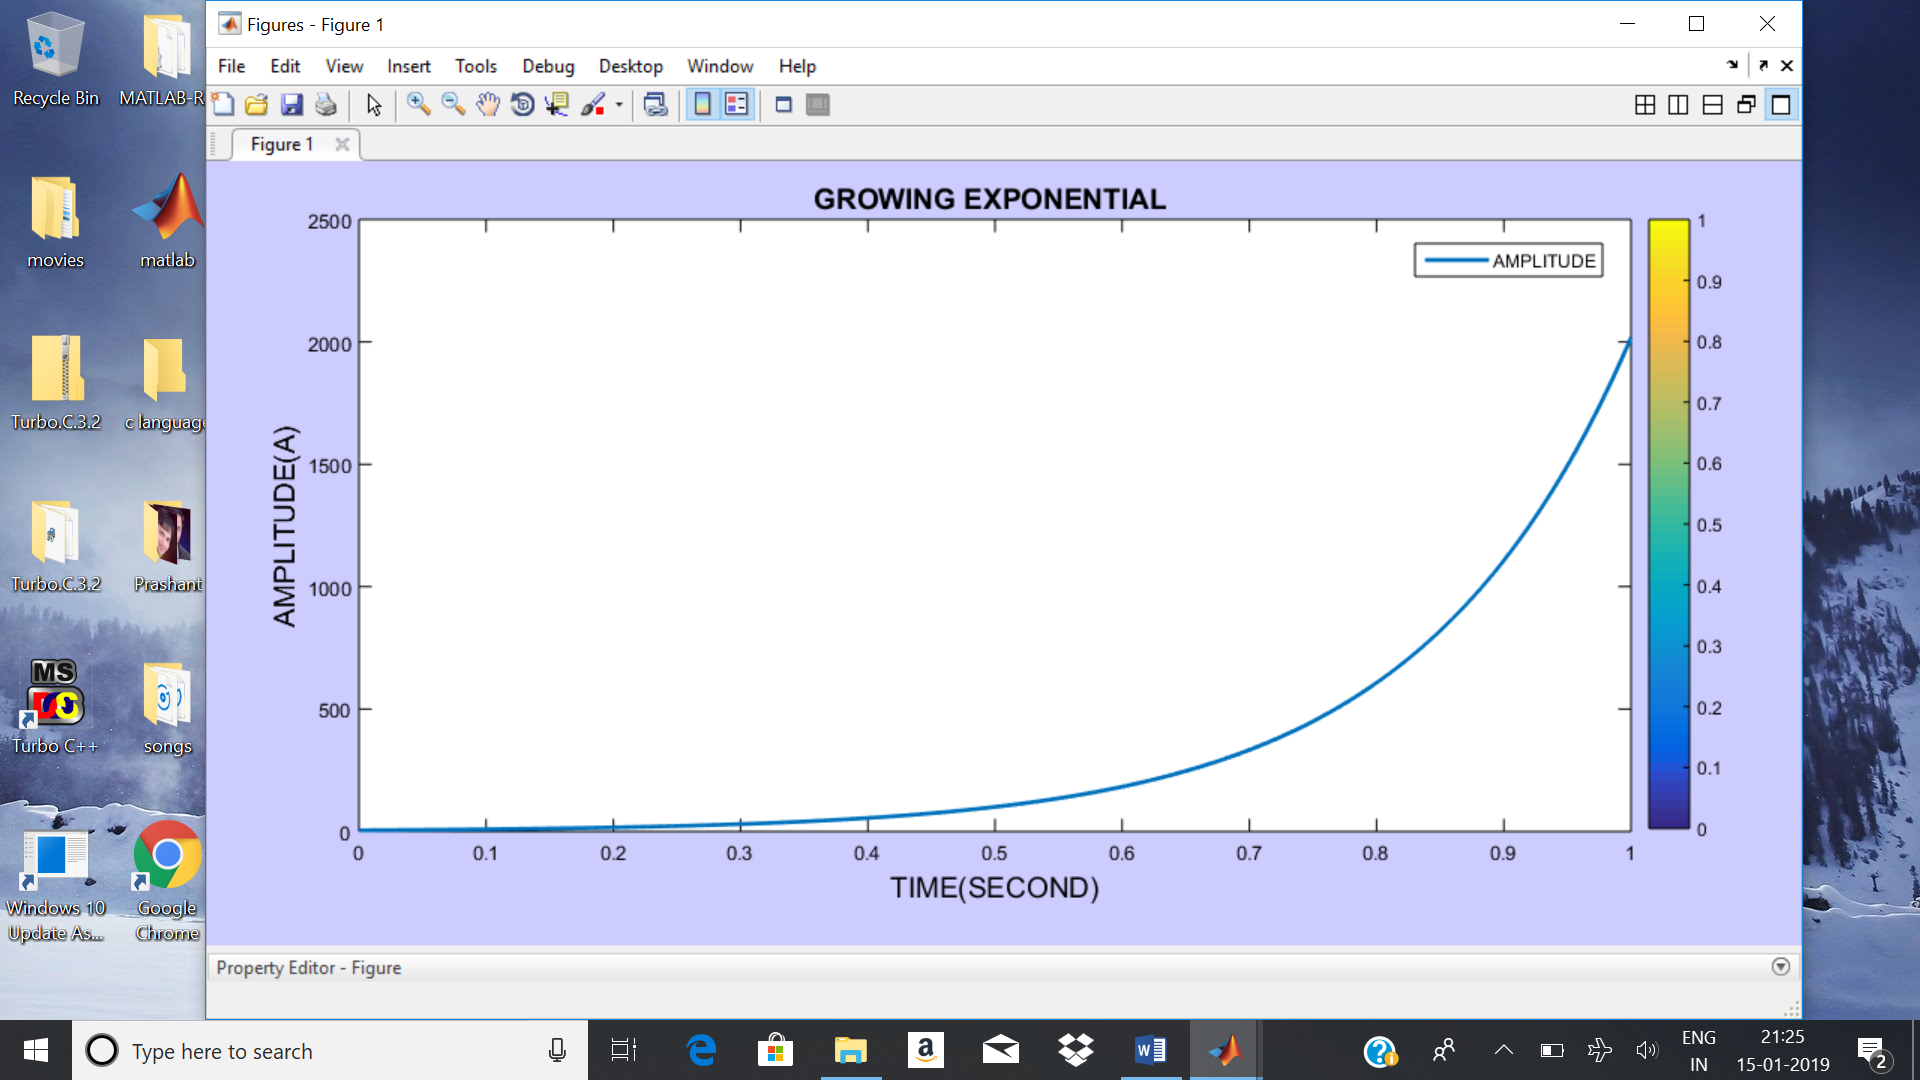 Recycle Bin
MATLAB-R
movies
matlab
Turbo.C.3.2
c language
Turbo.C.3.2
Prashant
MS
DOS
Turbo C++
songs
Windows 10
Update As...
Google
Chrome
Figures - Figure 1
File Edit View Insert Tools Debug Desktop Window Help
Figure 1
GROWING EXPONENTIAL
AMPLITUDE
AMPLITUDE(A)
2500
2000
1500
1000
500
0
0 0.1 0.2 0.3 0.4 0.5 0.6 0.7 0.8 0.9 1
TIME(SECOND)
1
0.9
0.8
0.7
0.6
0.5
0.4
0.3
0.2
0.1
0
Property Editor - Figure
Type here to search
ENG
IN
21:25
15-01-2019
2